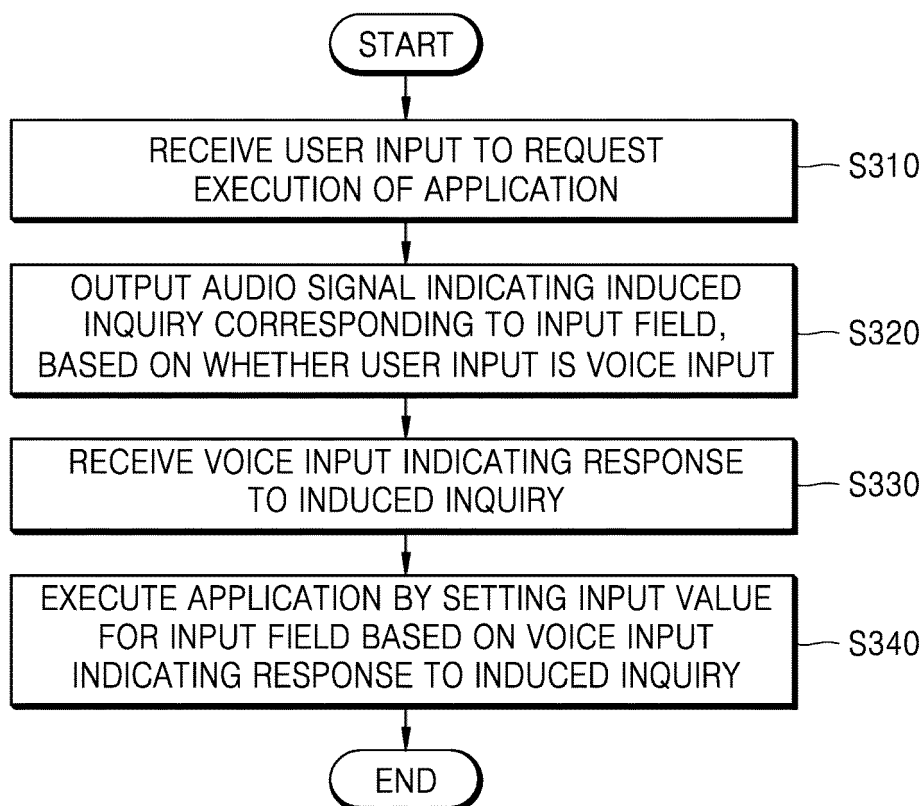 START
RECEIVE USER INPUT TO REQUEST
EXECUTION OF APPLICATION
S310
OUTPUT AUDIO SIGNAL INDICATING INDUCED
INQUIRY CORRESPONDING TO INPUT FIELD,
BASED ON WHETHER USER INPUT IS VOICE INPUT
S320
RECEIVE VOICE INPUT INDICATING RESPONSE
TO INDUCED INQUIRY
S330
EXECUTE APPLICATION BY SETTING INPUT VALUE
FOR INPUT FIELD BASED ON VOICE INPUT
INDICATING RESPONSE TO INDUCED INQUIRY
S340
END